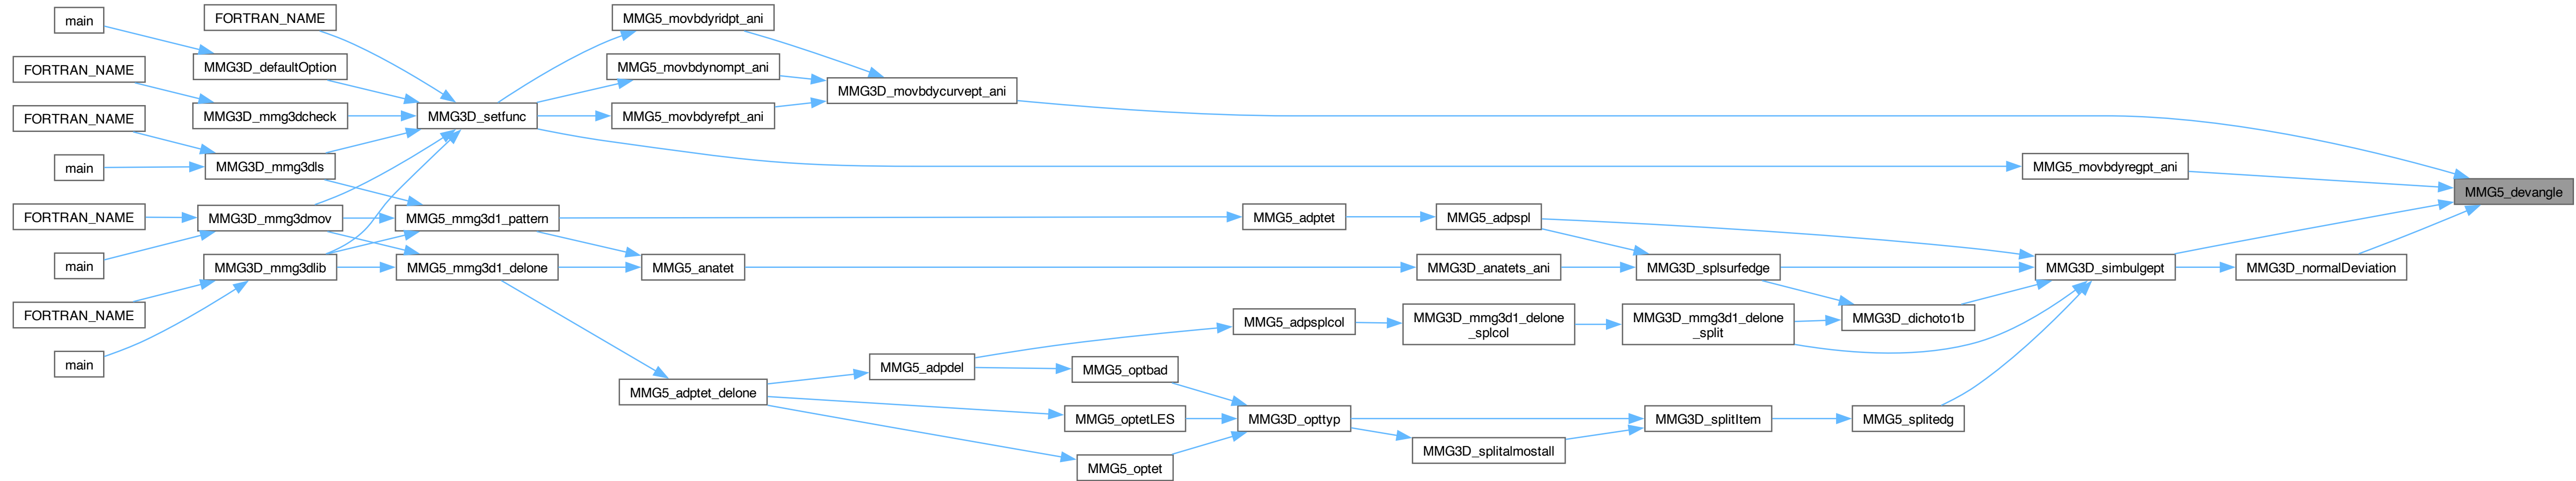 main
FORTRAN_NAME
MMG3D_defaultOption
FORTRAN_NAME
MMG3D_mmg3dcheck
FORTRAN_NAME
MMG3D_mmg3dls
main
FORTRAN_NAME
MMG3D_mmg3dmov
main
MMG3D_mmg3dlib
FORTRAN_NAME
main
MMG3D_setfunc
MMG5_mmg3d1_pattern
MMG5_mmg3d1_delone
MMG5_movbdyridpt_ani
MMG5_movbdynompt_ani
MMG5_movbdyrefpt_ani
MMG5_anatet
MMG5_adptet_delone
MMG3D_movbdycurvept_ani
MMG5_adpdel
MMG5_optbad
MMG5_optetLES
MMG5_optet
MMG5_adptet
MMG5_adpsplcol
MMG3D_opttyp
MMG5_adpspl
MMG3D_anatets_ani
MMG3D_mmg3d1_delone
_splcol
MMG3D_splitalmostall
MMG3D_splsurfedge
MMG3D_mmg3d1_delone
_split
MMG3D_splitItem
MMG3D_dichoto1b
MMG5_splitedg
MMG5_movbdyregpt_ani
MMG3D_simbulgept
MMG3D_normalDeviation
MMG5_devangle